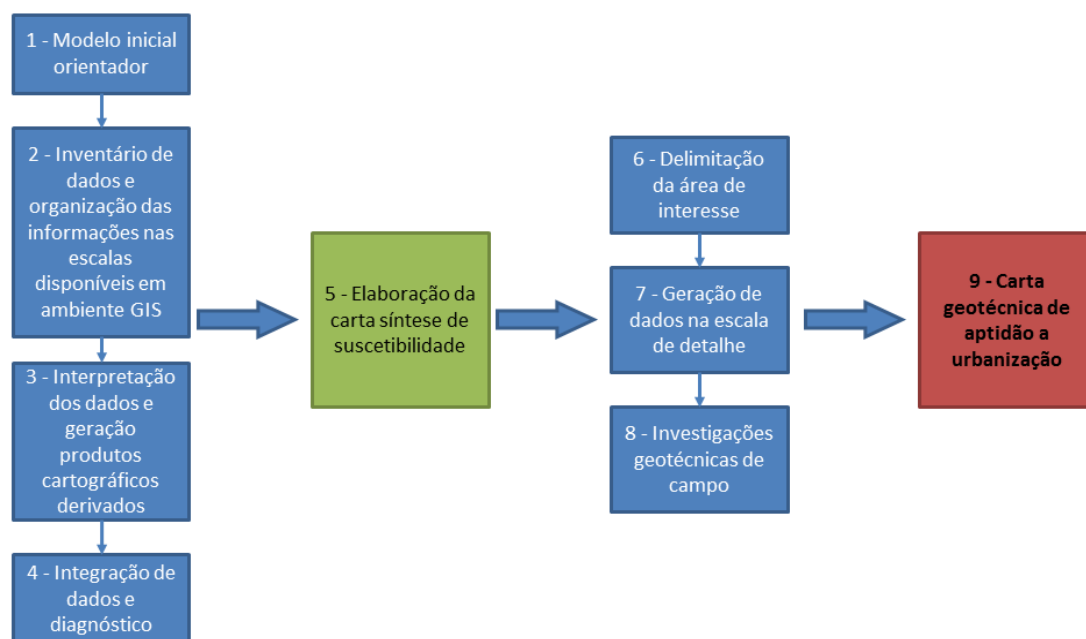 1 - Modelo inicial
orientador
2 - Inventário de
dados e
organização das
informações nas
escalas
disponíveis em
ambiente GIS
3 - Interpretação
dos dados e
geração
produtos
cartográficos
derivados
4 - Integração de
dados e
diagnóstico
5 - Elaboração da
carta síntese de
suscetibilidade
6 - Delimitação
da área de
interesse
7 - Geração de
dados na escala
de detalhe
8 - Investigações
geotécnicas de
campo
9 - Carta
geotécnica de
aptidão a
urbanização